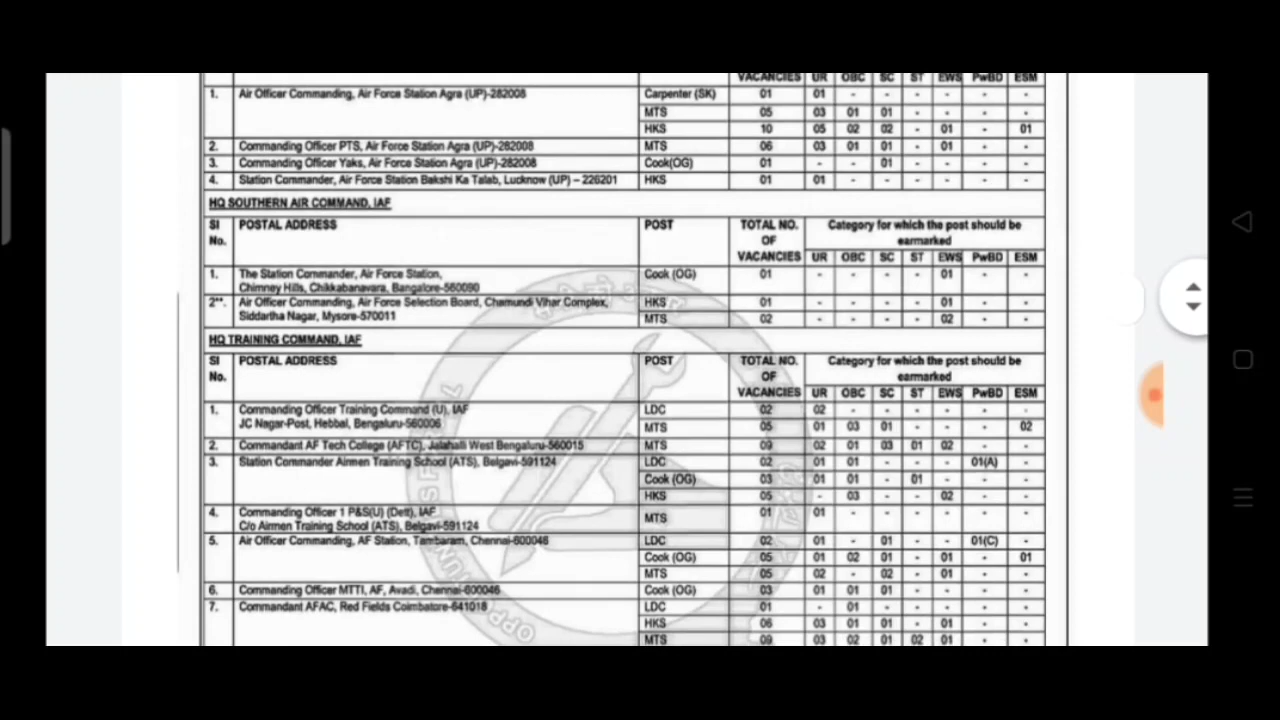 VACANCIES UR OBC SC ST EWS PwBD ESM
1. Air Officer Commanding, Air Force Station Agra (UP)-282008 Carpenter (SK) 01 01 - - - - - -
MTS 05 03 01 01 - - - -
HKS 10 05 02 02 - 01 - 01
2. Commanding Officer PTS, Air Force Station Agra (UP)-282008 MTS 06 03 01 01 - 01 - -
3. Commanding Officer Yaks, Air Force Station Agra (UP)-282008 Cook(OG) 01 - - 01 - - - -
4. Station Commander, Air Force Station Bakshi Ka Talab, Lucknow (UP) – 226201 HKS 01 01 - - - - - -
HQ SOUTHERN AIR COMMAND, IAF
Sl POSTAL ADDRESS POST TOTAL NO. Category for which the post should be
No. OF earmarked
VACANCIES UR OBC SC ST EWS PwBD ESM
1. The Station Commander, Air Force Station, Cook (OG) 01 - - - - 01 - -
Chimney Hills, Chikkabanavara, Bangalore-560090
2**. Air Officer Commanding, Air Force Selection Board, Chamundi Vihar Complex, HKS 01 - - - - 01 - -
Siddartha Nagar, Mysore-570011 MTS 02 - - - - 02 - -
HQ TRAINING COMMAND, IAF
Sl POSTAL ADDRESS POST TOTAL NO. Category for which the post should be
No. OF earmarked
VACANCIES UR OBC SC ST EWS PwBD ESM
1. Commanding Officer Training Command (U), IAF LDC 02 02 - - - - - -
JC Nagar-Post, Hebbal, Bengaluru-560006 MTS 05 01 03 01 - - - 02
2. Commandant AF Tech College (AFTC), Jalahalli West Bengaluru-560015 MTS 09 02 01 03 01 02 - -
3. Station Commander Airmen Training School (ATS), Belgavi-591124 LDC 02 01 01 - - - 01(A) -
Cook (OG) 03 01 01 - 01 - - -
HKS 05 - 03 - - 02 - -
4. Commanding Officer 1 P&S(U) (Dett), IAF MTS 01 01 - - - - - -
C/o Airmen Training School (ATS), Belgavi-591124
5. Air Officer Commanding, AF Station, Tambaram, Chennai-600046 LDC 02 01 - 01 - - 01(C) -
Cook (OG) 05 01 02 01 - 01 - 01
MTS 05 02 - 02 - 01 - -
6. Commanding Officer MTTI, AF, Avadi, Chennai-600046 Cook (OG) 03 01 01 01 - - - -
7. Commandant AFAC, Red Fields Coimbatore-641018 LDC 01 - 01 - - - - -
HKS 06 03 01 01 - 01 - -
MTS 09 03 02 01 02 01 - -